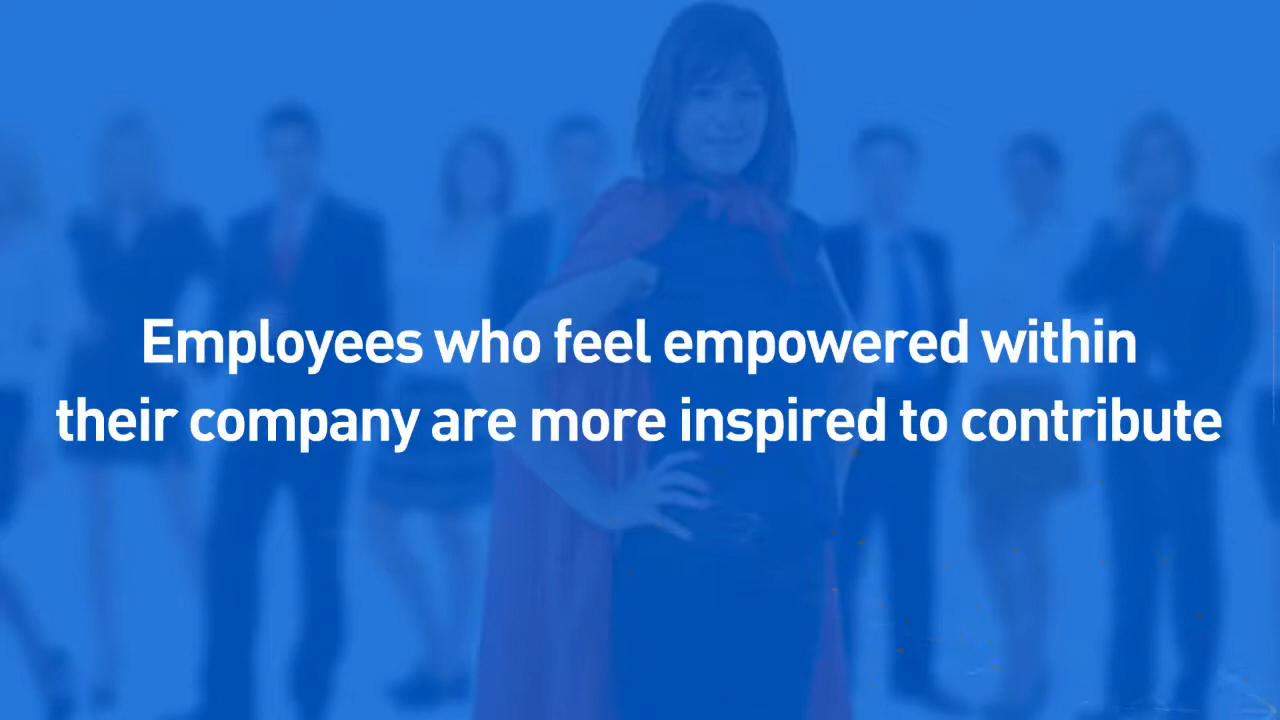 Employees who feel empowered within
their company are more inspired to contribute